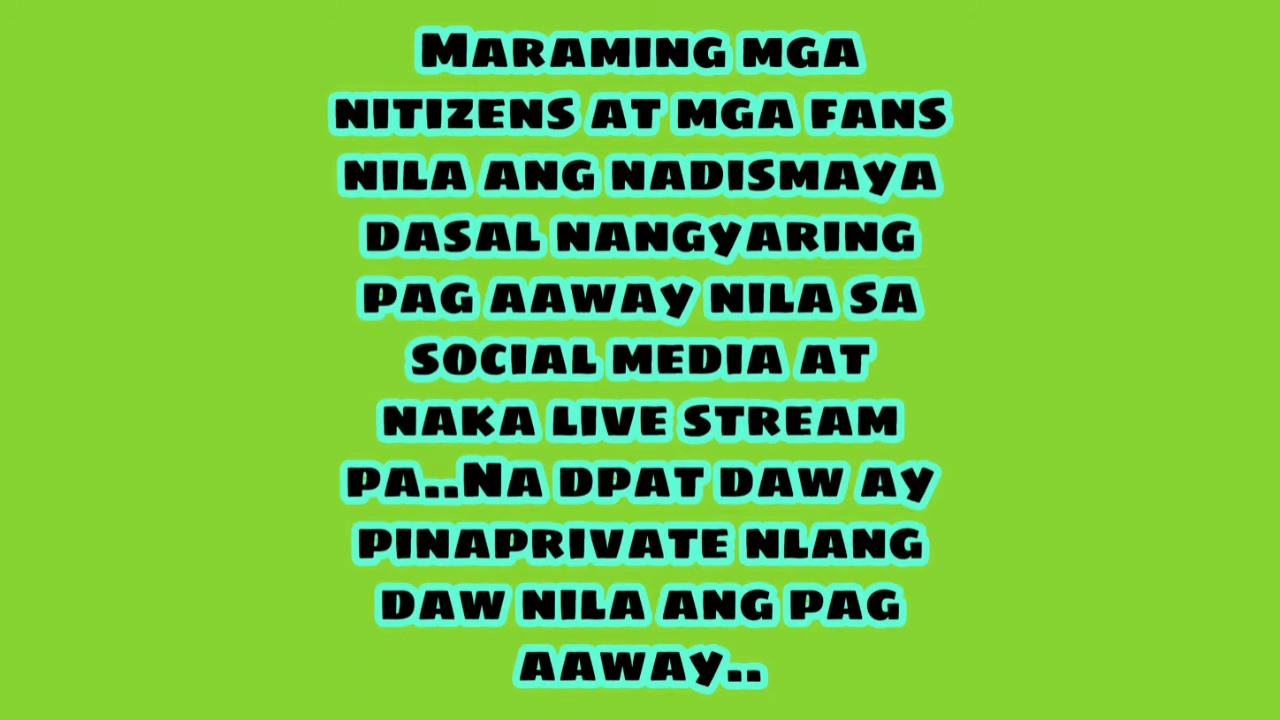 Maraming mga
nitizens at mga fans
nila ang nadismaya
dasal nangyaring
pag aaway nila sa
social media at
naka live stream
pa..Na dpat daw ay
pinaprivate nlang
daw nila ang pag
aaway..